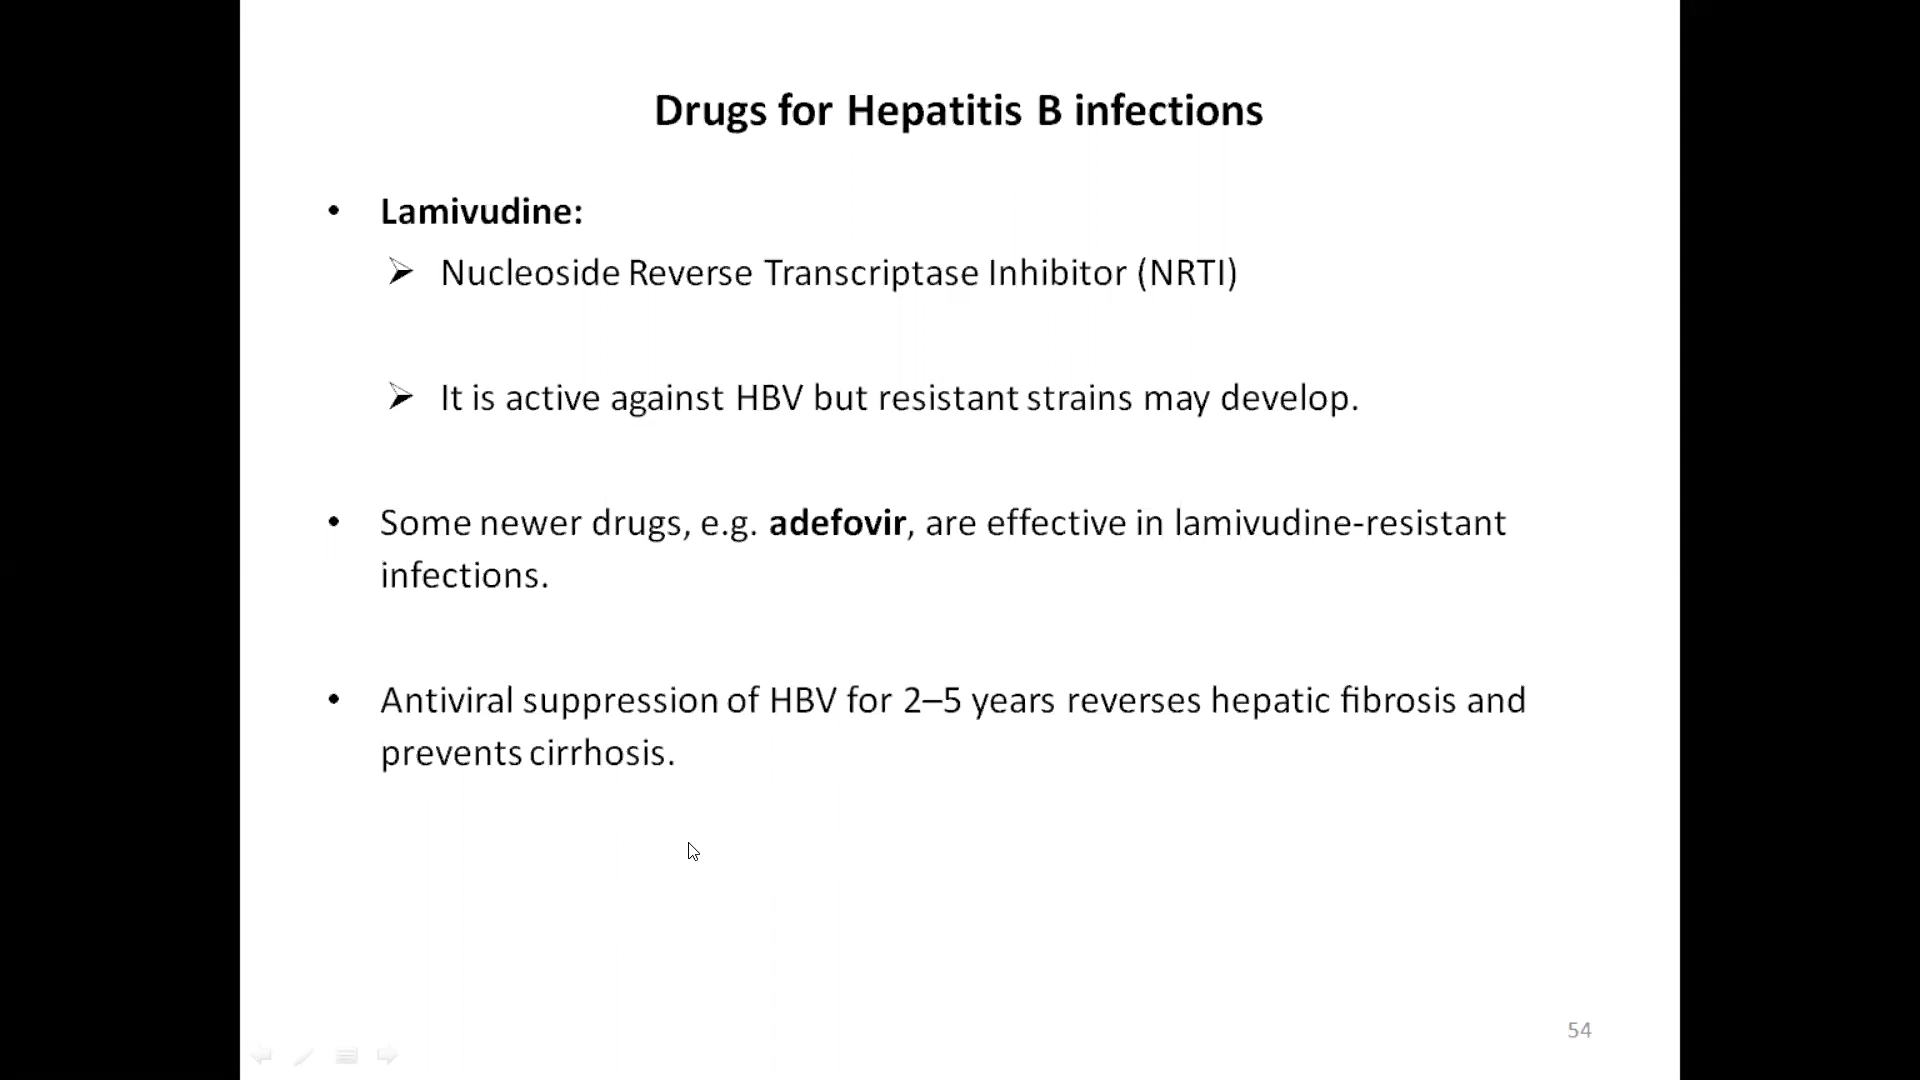 Drugs for Hepatitis B infections
• Lamivudine:
➢ Nucleoside Reverse Transcriptase Inhibitor (NRTI)
➢ It is active against HBV but resistant strains may develop.
• Some newer drugs, e.g. adefovir, are effective in lamivudine-resistant
infections.
• Antiviral suppression of HBV for 2–5 years reverses hepatic fibrosis and
prevents cirrhosis.
54